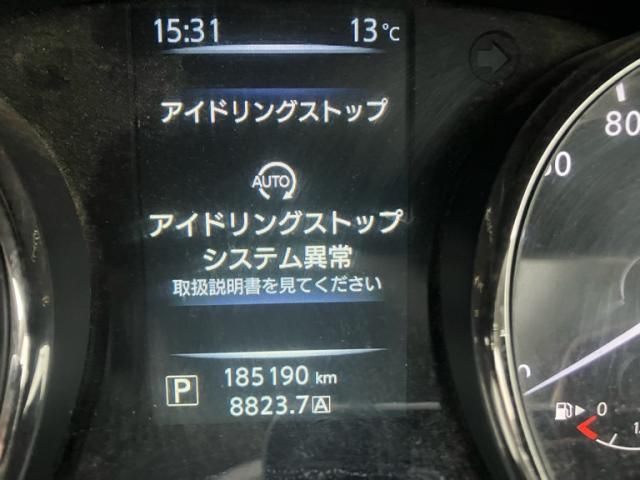 15:31 13°C
アイドリングストップ
AUTO
アイドリングストップ
システム異常
取扱説明書を見てください
P 185190 km
8823.7 A
80
0